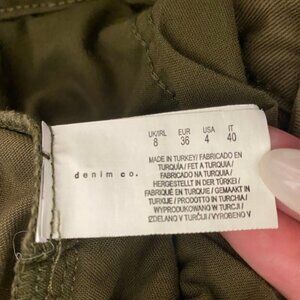 denim co.
UK/IRL EUR USA IT
8 36 4 40
MADE IN TURKEY/ FABRICADO EN
TURQUÍA/ FET A TURQUIA/
FABRICADO NA TURQUIA/
HERGESTELLT IN DER TÜRKEI/
FABRIQUÉ EN TURQUIE/ GEMAAKT IN
TURKIJE/ PRODOTTO IN TURCHIA/
WYPRODUKOWANO W TURCJI /
IZDELANO V TURČIJI / VYROBENO V